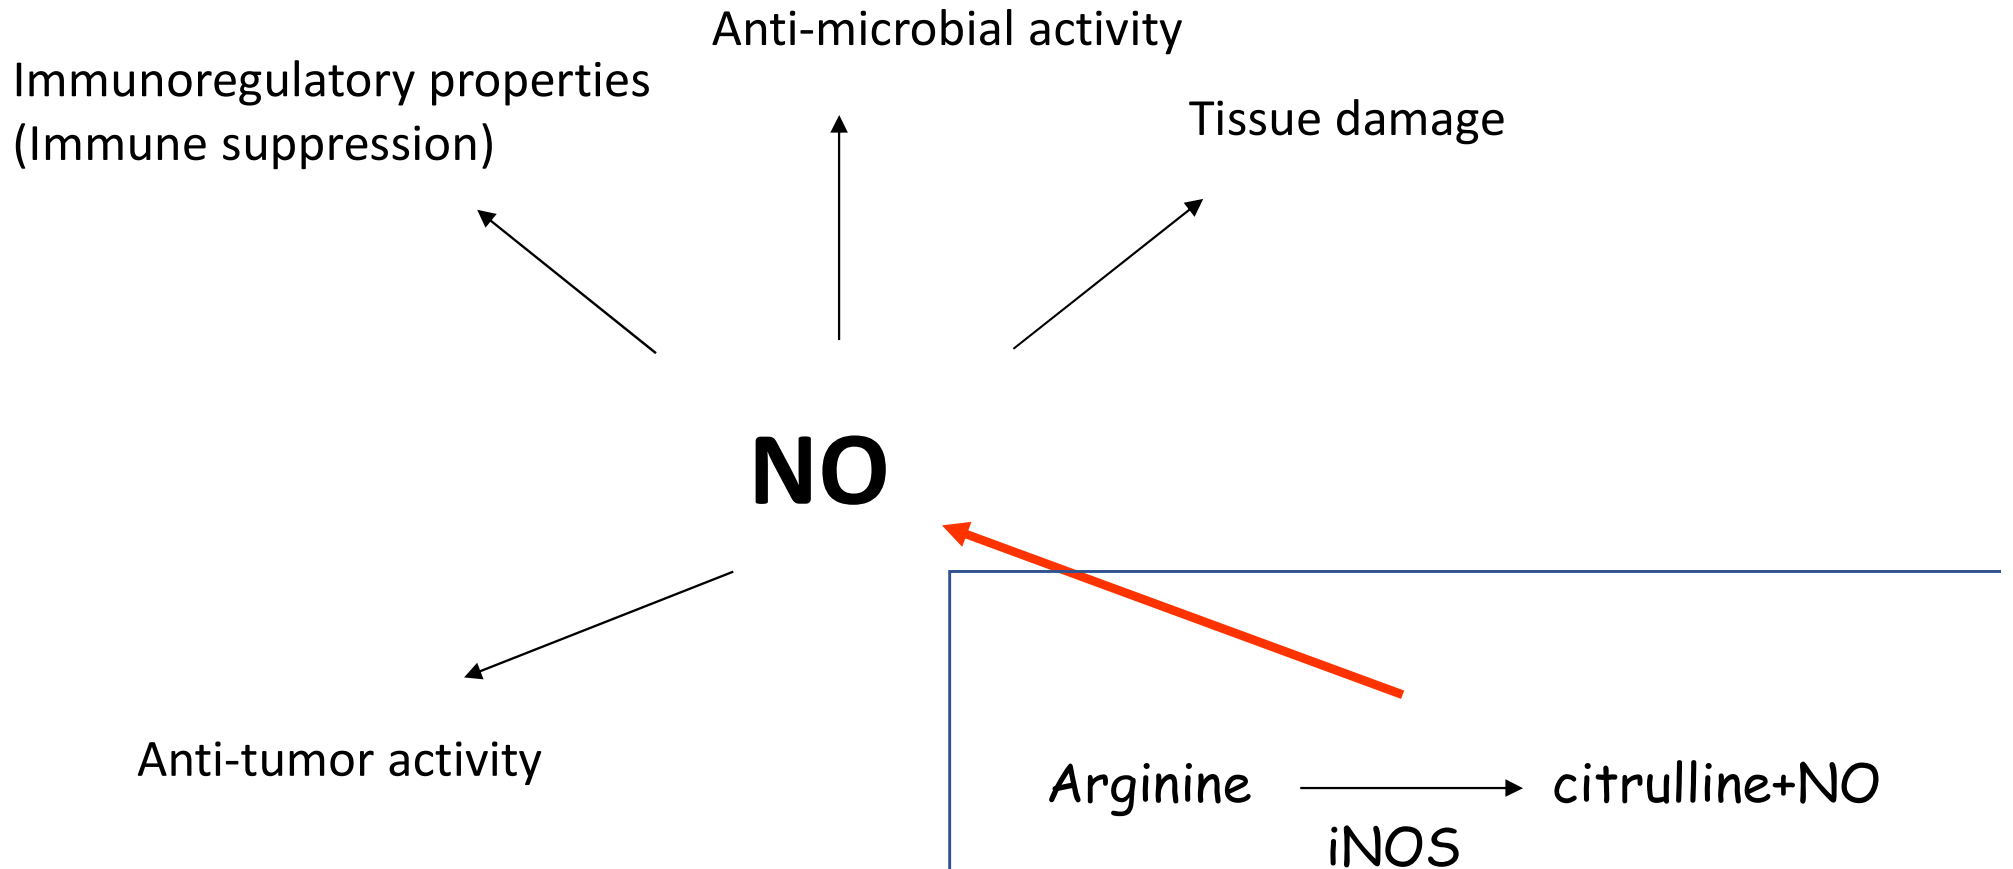 Anti-microbial activity
Immunoregulatory properties
(Immune suppression)
Tissue damage
NO
Anti-tumor activity
Arginine citrulline+NO
iNOS